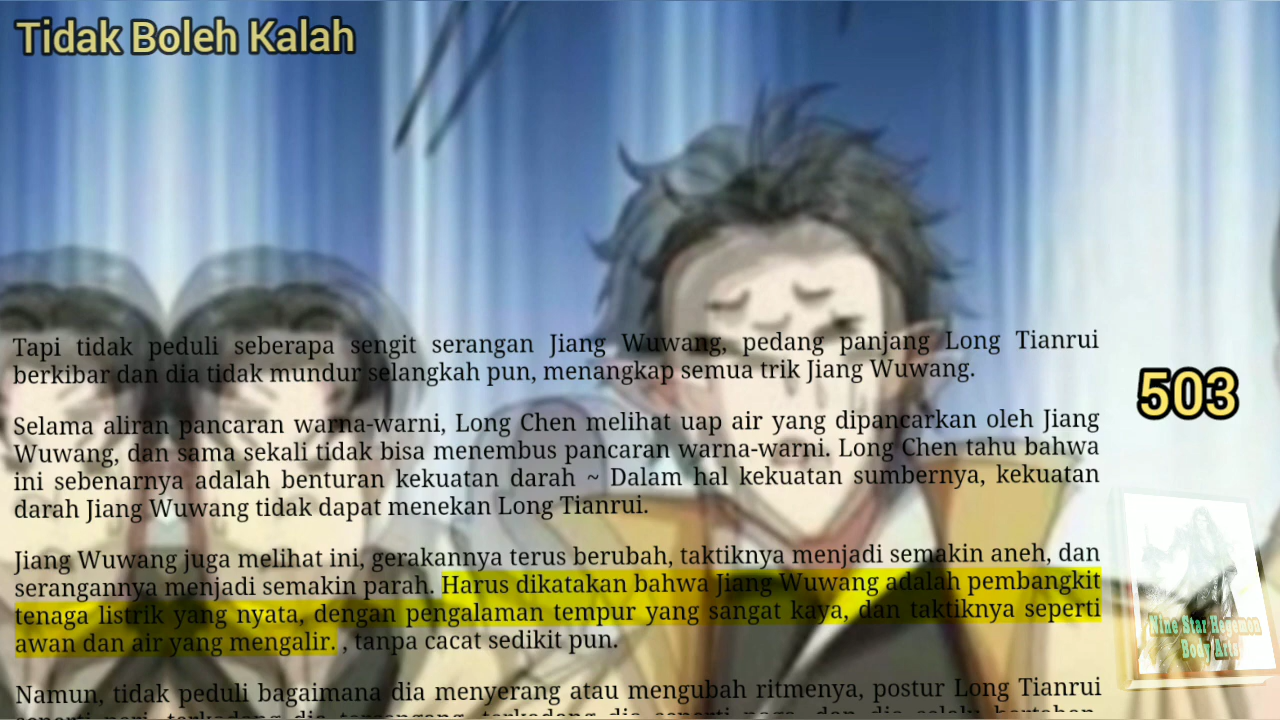 Tidak Boleh Kalah
Tapi tidak peduli seberapa sengit serangan Jiang Wuwang, pedang panjang Long Tianrui
berkibar dan dia tidak mundur selangkah pun, menangkap semua trik Jiang Wuwang.
503
Selama aliran pancaran warna-warni, Long Chen melihat uap air yang dipancarkan oleh Jiang
Wuwang, dan sama sekali tidak bisa menembus pancaran warna-warni. Long Chen tahu bahwa
ini sebenarnya adalah benturan kekuatan darah ~ Dalam hal kekuatan sumbernya, kekuatan
darah Jiang Wuwang tidak dapat menekan Long Tianrui.
Jiang Wuwang juga melihat ini, gerakannya terus berubah, taktiknya menjadi semakin aneh, dan
serangannya menjadi semakin parah. Harus dikatakan bahwa Jiang Wuwang adalah pembangkit
tenaga listrik yang nyata, dengan pengalaman tempur yang sangat kaya, dan taktiknya seperti
awan dan air yang mengalir. , tanpa cacat sedikit pun.
Nine Star Hegemon
Body Arts
Namun, tidak peduli bagaimana dia menyerang atau mengubah ritmenya, postur Long Tianrui